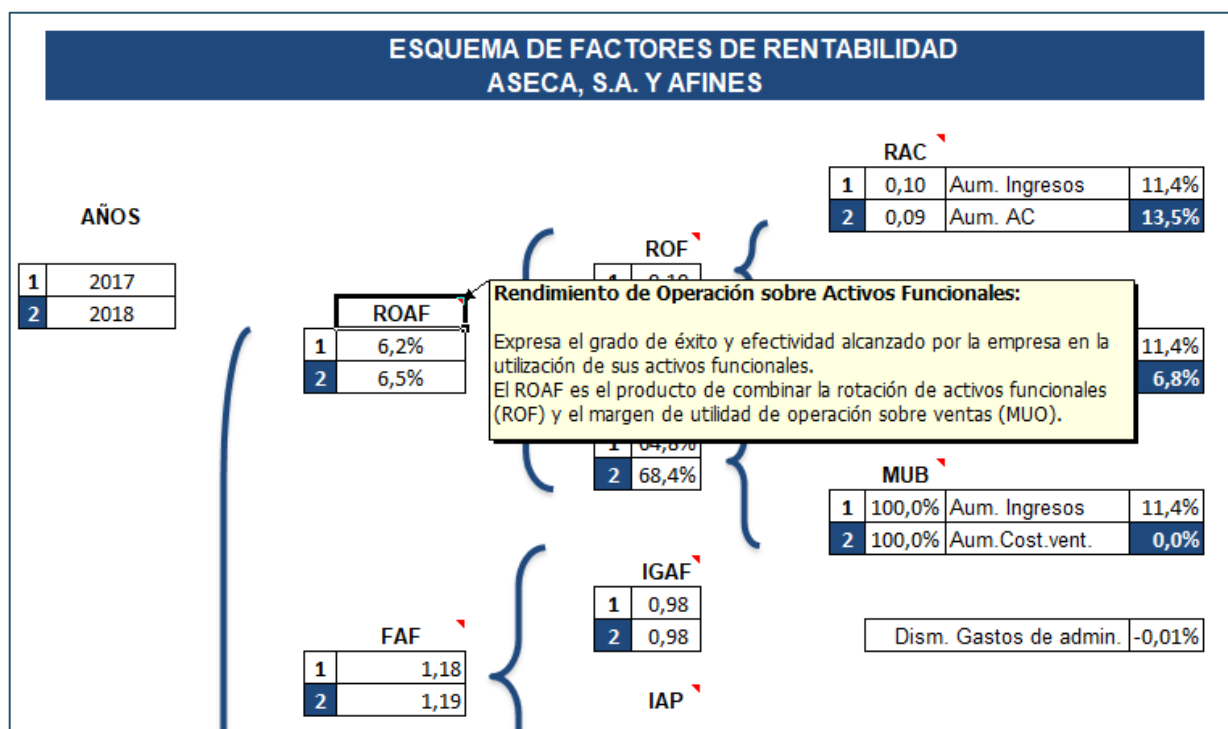 ESQUEMA DE FACTORES DE RENTABILIDAD
ASECA, S.A. Y AFINES
RAC
1 0,10 Aum. Ingresos 11,4%
2 0,09 Aum. AC 13,5%
AÑOS
1 2017
2 2018
ROF
1
Rendimiento de Operación sobre Activos Funcionales:
Expresa el grado de éxito y efectividad alcanzado por la empresa en la
utilización de sus activos funcionales.
El ROAF es el producto de combinar la rotación de activos funcionales
(ROF) y el margen de utilidad de operación sobre ventas (MUO).
ROAF
1 6,2%
2 6,5%
11,4%
6,8%
1 64,8%
2 68,4%
MUB
1 100,0% Aum. Ingresos 11,4%
2 100,0% Aum.Cost.vent. 0,0%
IGAF
1 0,98
2 0,98
Dism. Gastos de admin. -0,01%
FAF
1 1,18
2 1,19
IAP